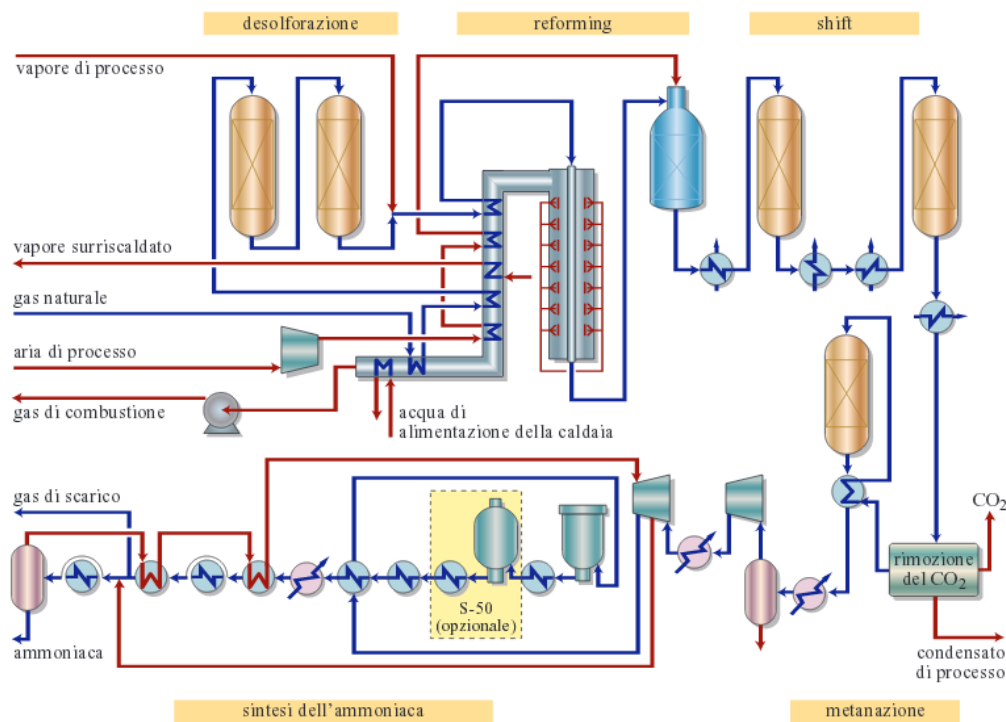 desolforazione
reforming
shift
vapore di processo
vapore surriscaldato
gas naturale
aria di processo
gas di combustione
acqua di
alimentazione della caldaia
gas di scarico
CO2
rimozione
del CO2
S-50
(opzionale)
ammoniaca
condensato
di processo
sintesi dell'ammoniaca
metanazione